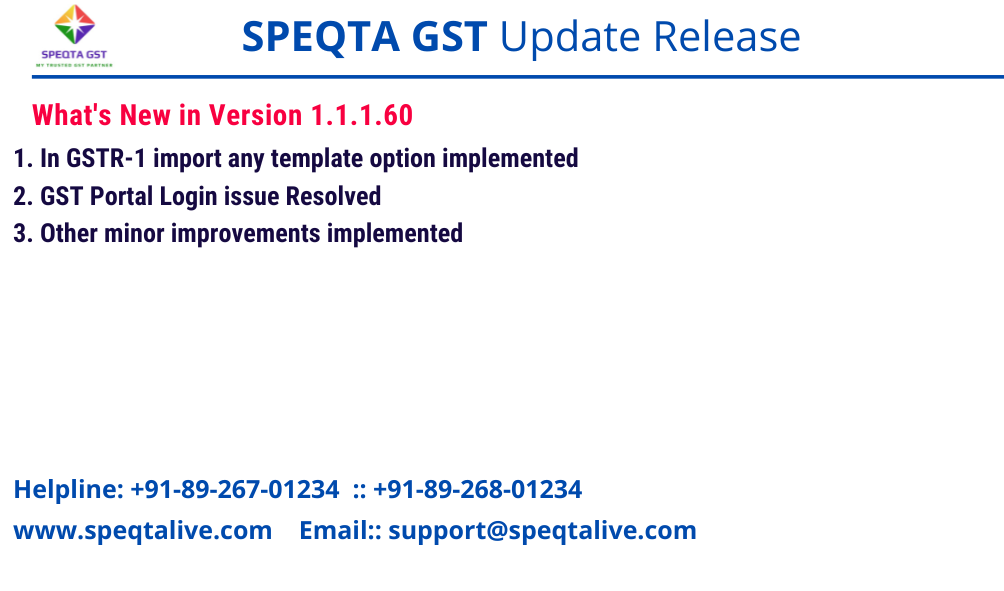 SPEQTA GST
MY TRUSTED GST PARTNER
SPEQTA GST Update Release
What's New in Version 1.1.1.60
1. In GSTR-1 import any template option implemented
2. GST Portal Login issue Resolved
3. Other minor improvements implemented
Helpline: +91-89-267-01234 :: +91-89-268-01234
www.speqtalive.com Email:: support@speqtalive.com